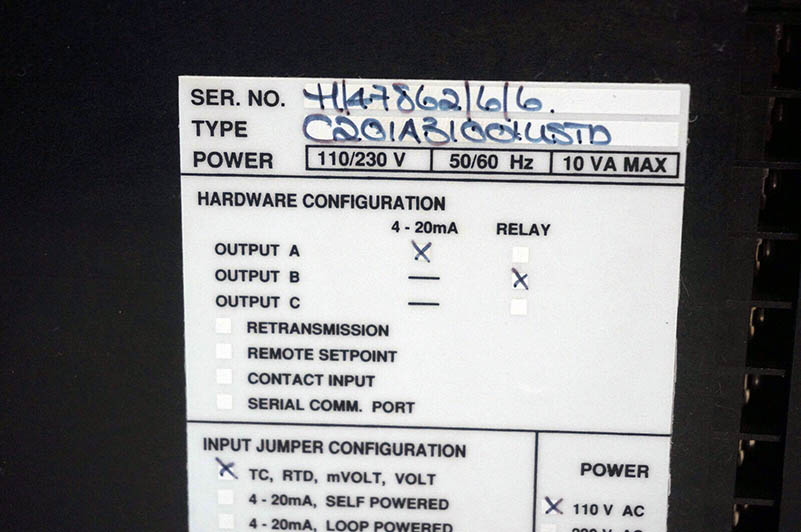 SER. NO. H/47862/6/6.
TYPE C201A31001USTD
POWER 110/230 V 50/60 Hz 10 VA MAX
HARDWARE CONFIGURATION
4 - 20mA RELAY
OUTPUT A X
OUTPUT B — X
OUTPUT C —
RETRANSMISSION
REMOTE SETPOINT
CONTACT INPUT
SERIAL COMM. PORT
INPUT JUMPER CONFIGURATION
X TC, RTD, mVOLT, VOLT
4 - 20mA, SELF POWERED
4 - 20mA, LOOP POWERED
POWER
X 110 V AC